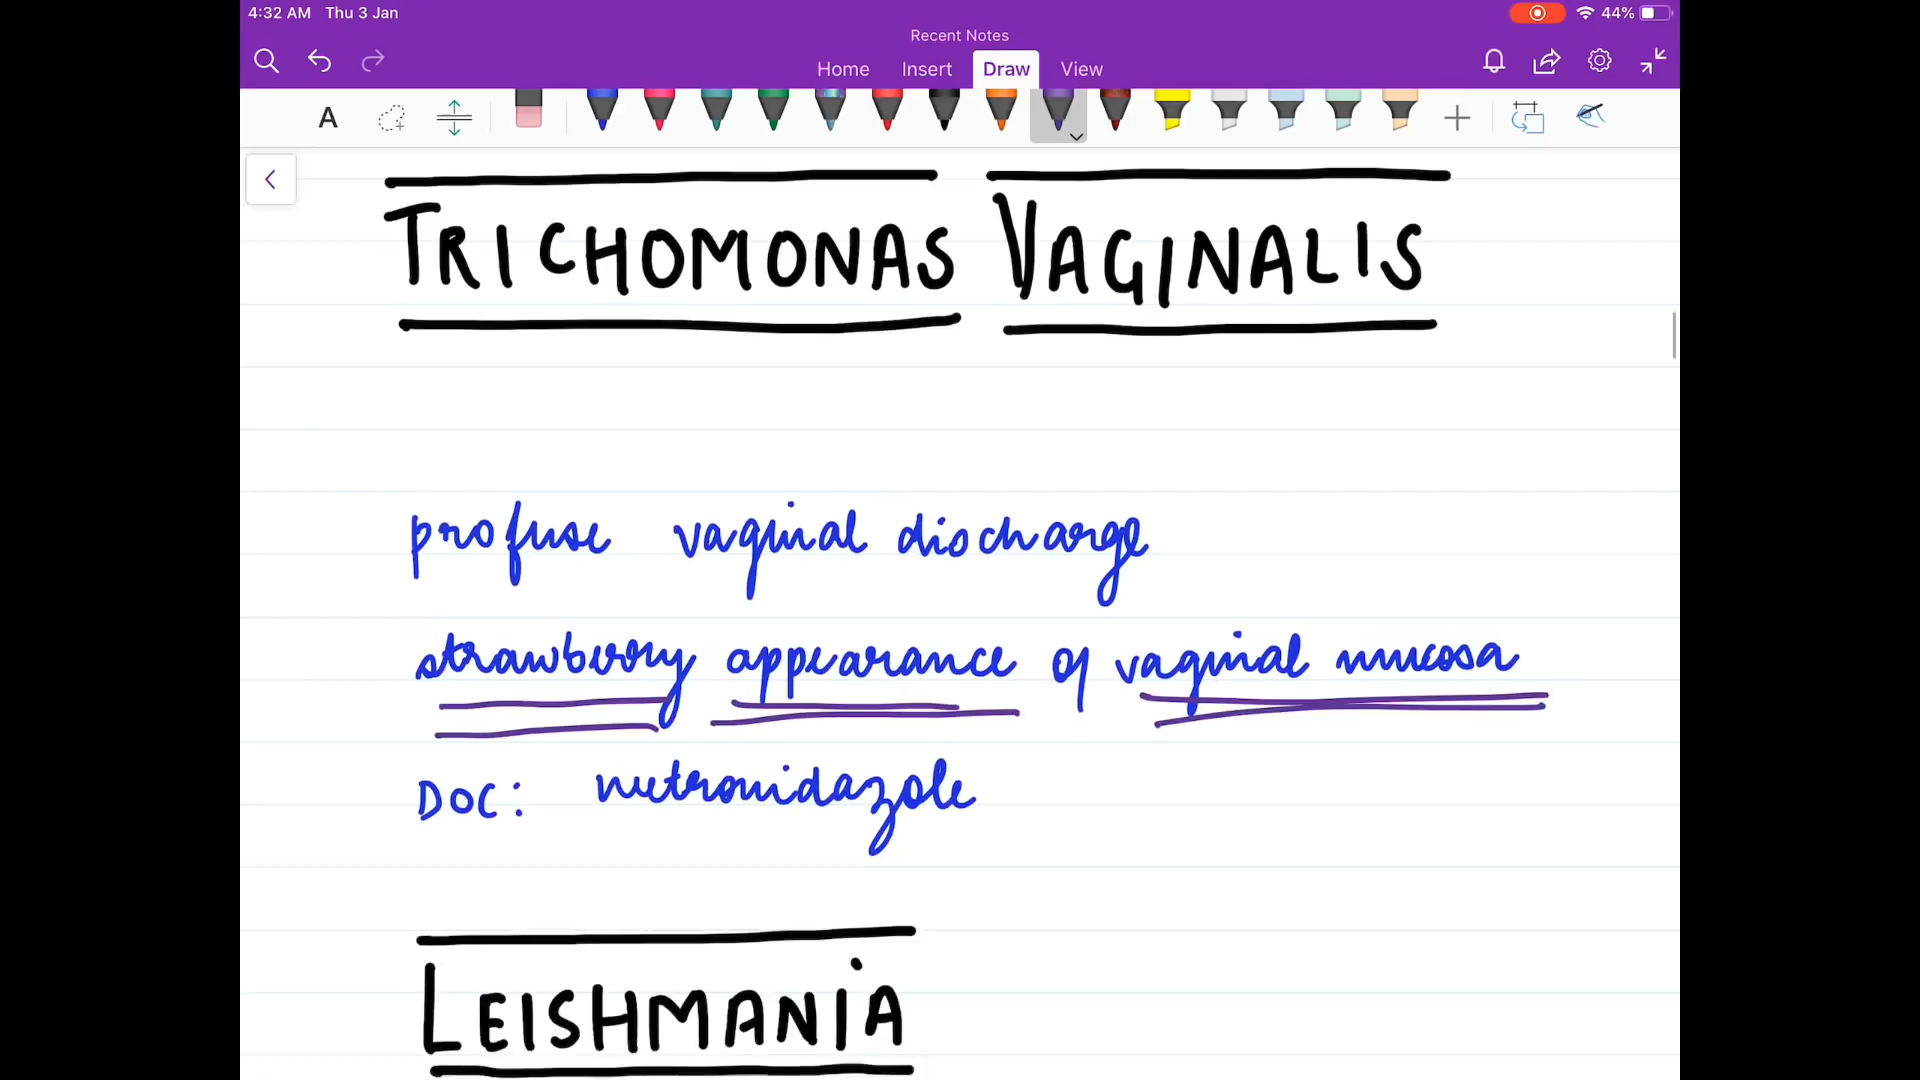 4:32 AM Thu 3 Jan
44%
Recent Notes
Home Insert Draw View
A
TRICHOMONAS VAGINALIS
profuse vaginal discharge
strawberry appearance of vaginal mucosa
DOC: metronidazole
LEISHMANIA